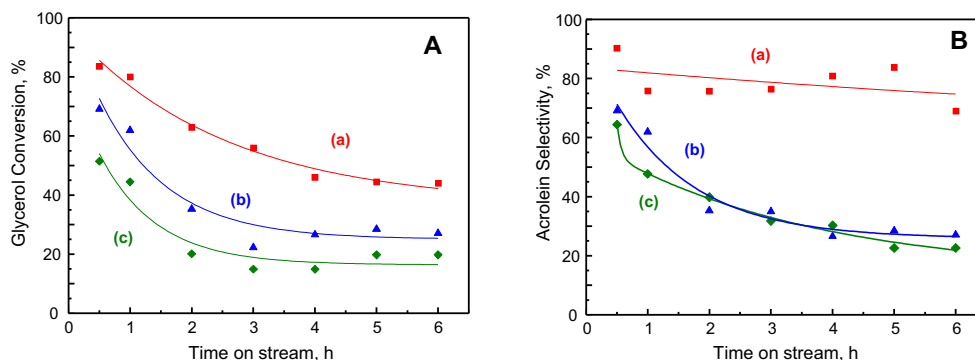 A
Glycerol Conversion, %
100
80
60
40
20
0
(a)
(b)
(c)
0 1 2 3 4 5 6
Time on stream, h
B
Acrolein Selectivity, %
100
80
60
40
20
0
(a)
(b)
(c)
0 1 2 3 4 5 6
Time on stream, h